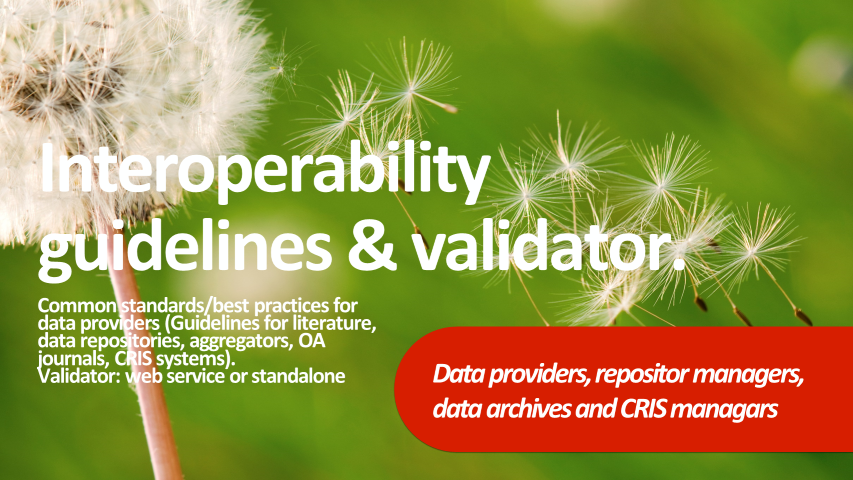 Interoperability
guidelines & validator.
Common standards/best practices for
data providers (Guidelines for literature,
data repositories, aggregators, OA
journals, CRIS systems).
Validator: web service or standalone
Data providers, repositor managers,
data archives and CRIS managars